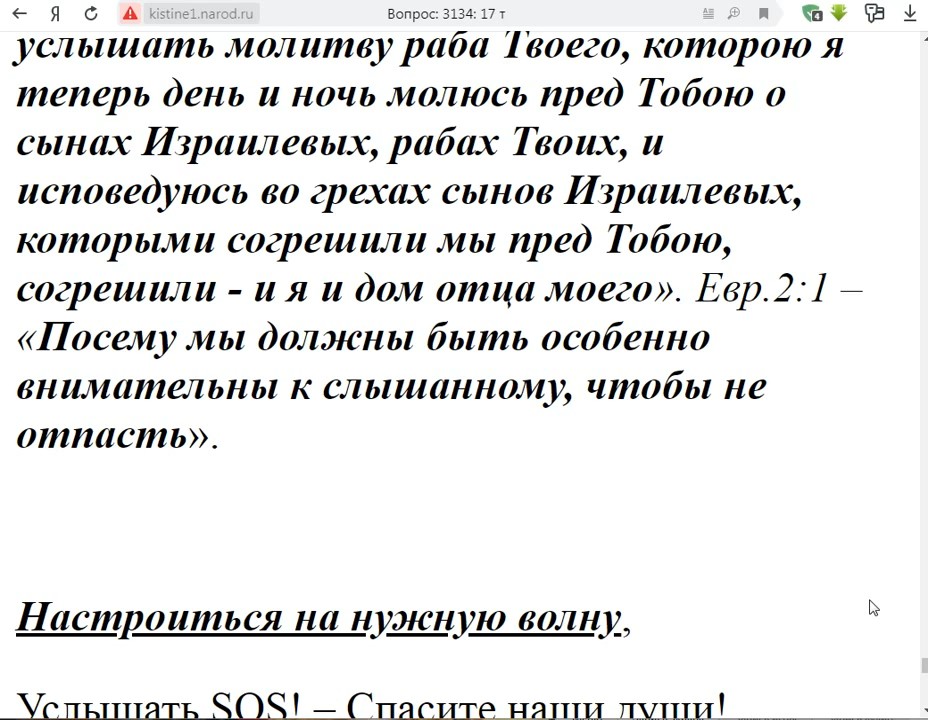 Я
kistine1.narod.ru
Вопрос: 3134: 17 т
4
услышать молитву раба Твоего, которою я
теперь день и ночь молюсь пред Тобою о
сынах Израилевых, рабах Твоих, и
исповедуюсь во грехах сынов Израилевых,
которыми согрешили мы пред Тобою,
согрешили - и я и дом отца моего». Евр.2:1 –
«Посему мы должны быть особенно
внимательны к слышанному, чтобы не
отпасть».
Настроиться на нужную волну,
Услышать SOS! – Спасите наши души!